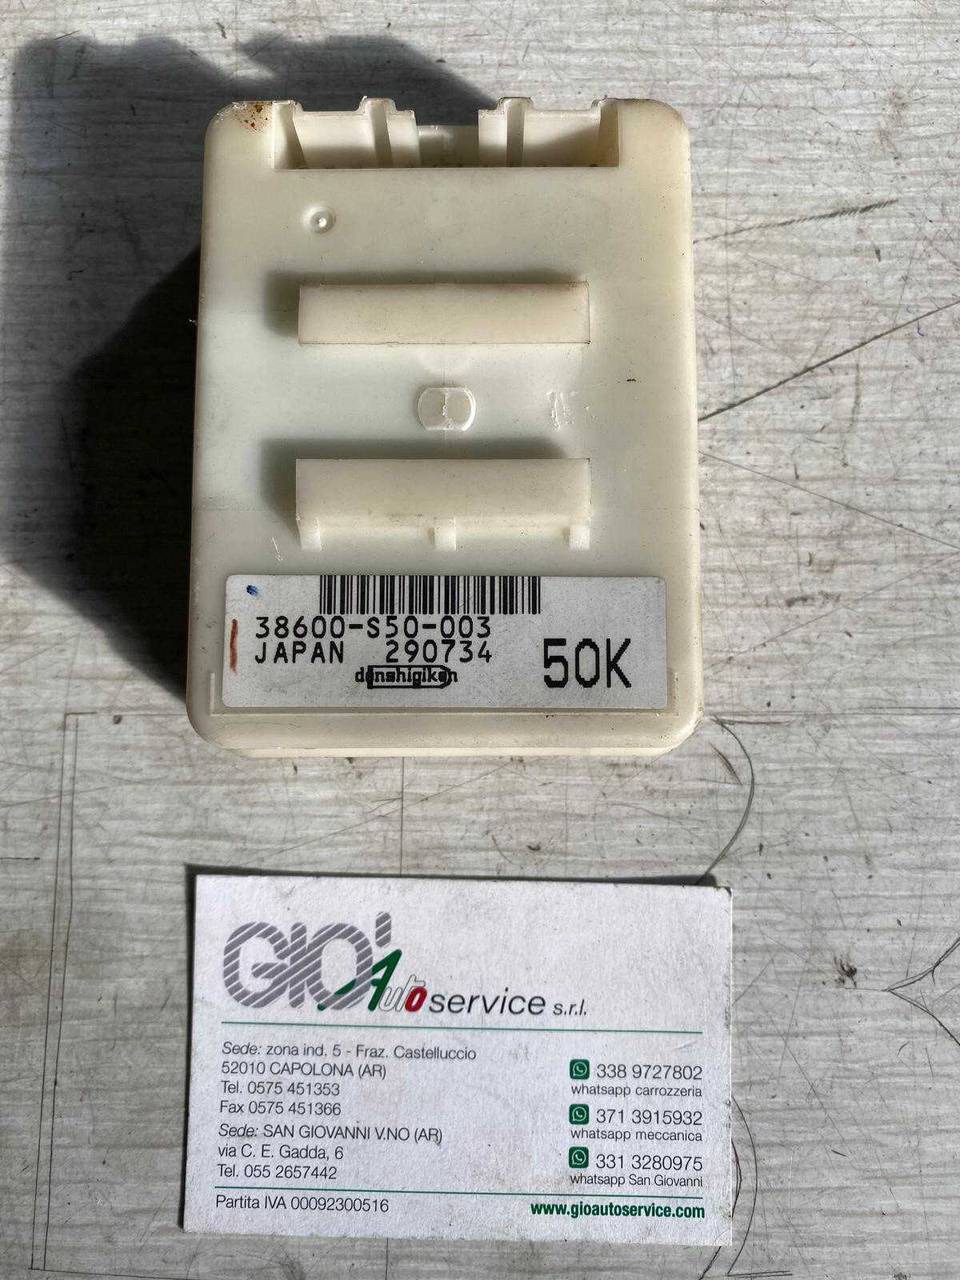 38600-S50-003
JAPAN 290734
denshigiken
50K
GIO' Auto service s.r.l.
Sede: zona ind. 5 - Fraz. Castelluccio
52010 CAPOLONA (AR)
Tel. 0575 451353
Fax 0575 451366
Sede: SAN GIOVANNI V.NO (AR)
via C. E. Gadda, 6
Tel. 055 2657442
338 9727802
whatsapp carrozzeria
371 3915932
whatsapp meccanica
331 3280975
whatsapp San Giovanni
Partita IVA 00092300516
www.gioautoservice.com